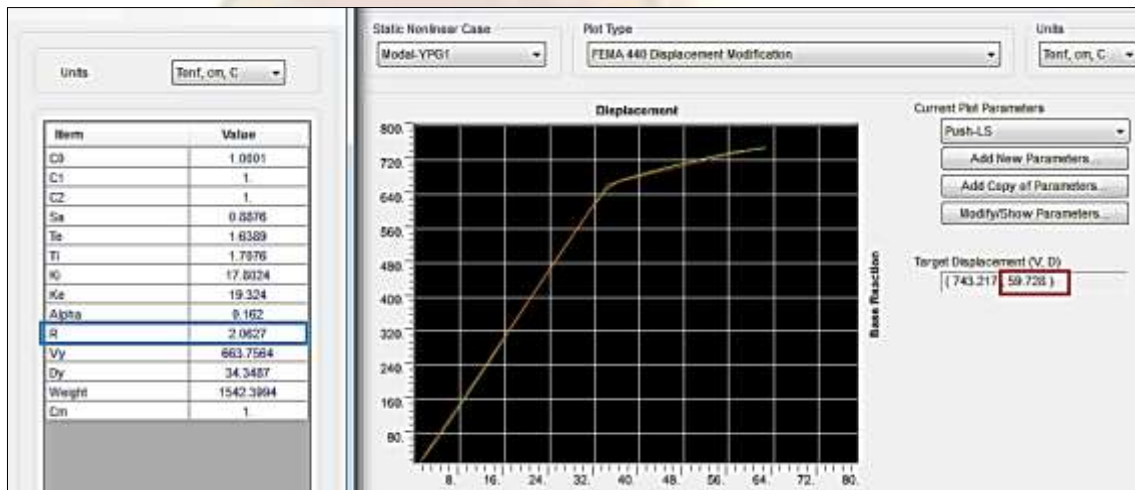 Units
Tonf, cm, C
Item Value
C0 1.0001
C1 1.
C2 1.
Sa 0.8876
Te 1.6389
Ti 1.7076
Ki 17.8024
Ke 19.324
Alpha 0.162
R 2.0627
Vy 663.7564
Dy 34.3487
Weight 1542.3994
Cm 1.
Static Nonlinear Case
Modal-YPG1
Plot Type
FEMA 440 Displacement Modification
Units
Tonf, cm, C
Displacement
800.
720.
640.
560.
480.
400.
320.
240.
160.
80.
8. 16. 24. 32. 40. 48. 56. 64. 72. 80.
Base Reaction
Current Plot Parameters
Push-LS
Add New Parameters...
Add Copy of Parameters...
Modify/Show Parameters...
Target Displacement (V, D)
( 743.217 , 59.728 )